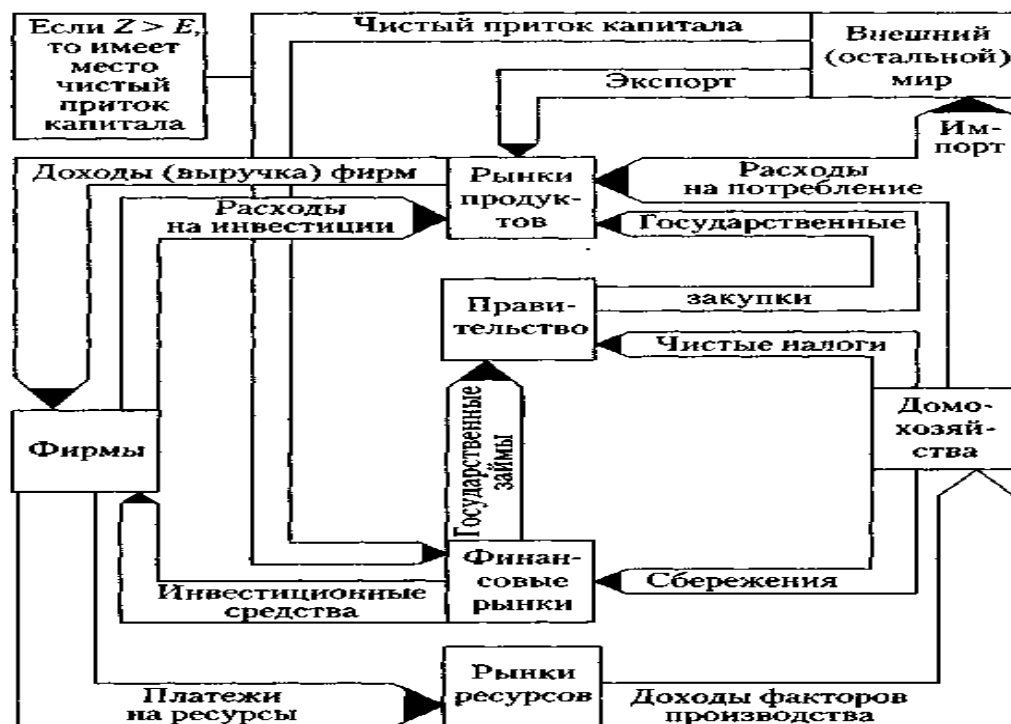 Если Z > E,
то имеет
место
чистый
приток
капитала
Чистый приток капитала
Внешний
(остальной)
мир
Экспорт
Им-
порт
Доходы (выручка) фирм
Рынки
продук-
тов
Расходы
на потребление
Расходы
на инвестиции
Государственные
закупки
Прави-
тельство
Чистые налоги
Фирмы
Государственные
займы
Домо-
хозяй-
ства
Финан-
совые
рынки
Сбережения
Инвестиционные
средства
Рынки
ресурсов
Платежи
на ресурсы
Доходы факторов
производства